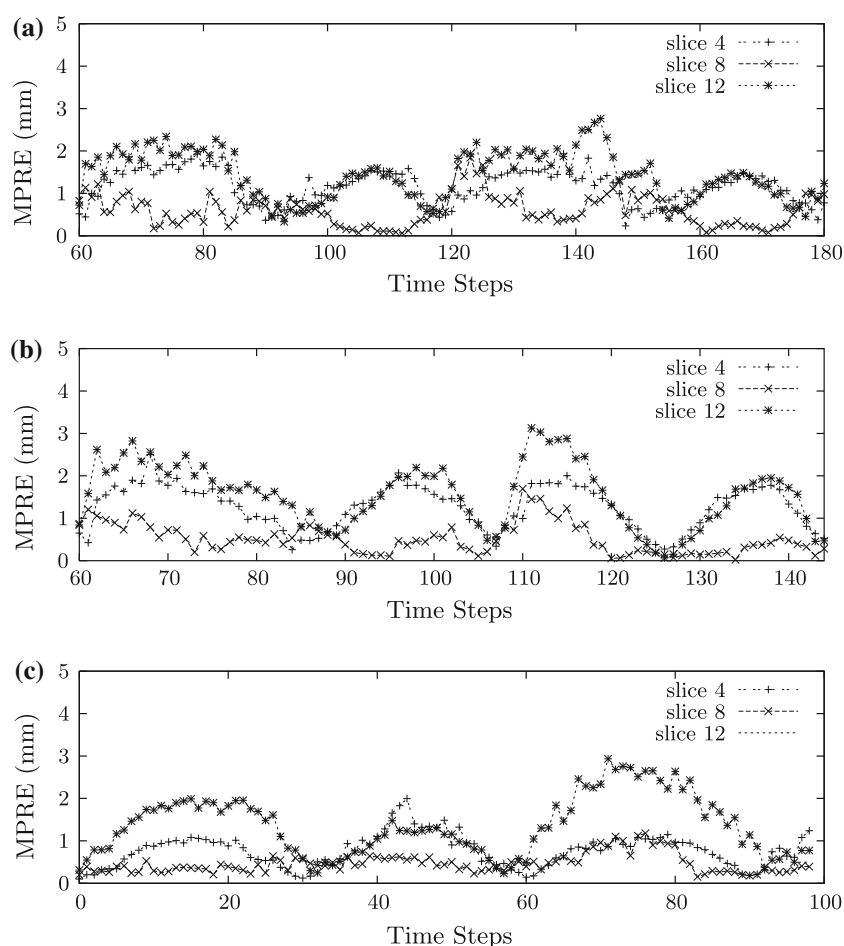 (a)
5
4
3
2
1
0
MPRE (mm)
slice 4
slice 8
slice 12
60 80 100 120 140 160 180
Time Steps
(b)
5
4
3
2
1
0
MPRE (mm)
slice 4
slice 8
slice 12
60 70 80 90 100 110 120 130 140
Time Steps
(c)
5
4
3
2
1
0
MPRE (mm)
slice 4
slice 8
slice 12
0 20 40 60 80 100
Time Steps